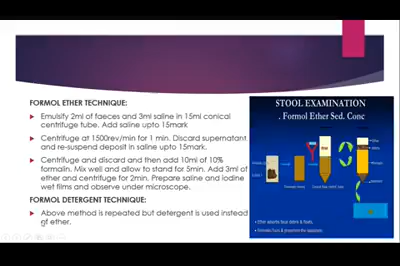 FORMOL ETHER TECHNIQUE:
Emulsify 2ml of faeces and 3ml saline in 15ml conical
centrifuge tube. Add saline upto 15mark
Centrifuge at 1500rev/min for 1 min. Discard supernatant
and re-suspend deposit in saline upto 15mark.
Centrifuge and discard and then add 10ml of 10%
formalin. Mix well and allow to stand for 5min. Add 3ml of
ether and centrifuge for 2min. Prepare saline and iodine
wet films and observe under microscope.
FORMOL DETERGENT TECHNIQUE:
Above method is repeated but detergent is used instead
of ether.
STOOL EXAMINATION
. Formol Ether Sed. Conc